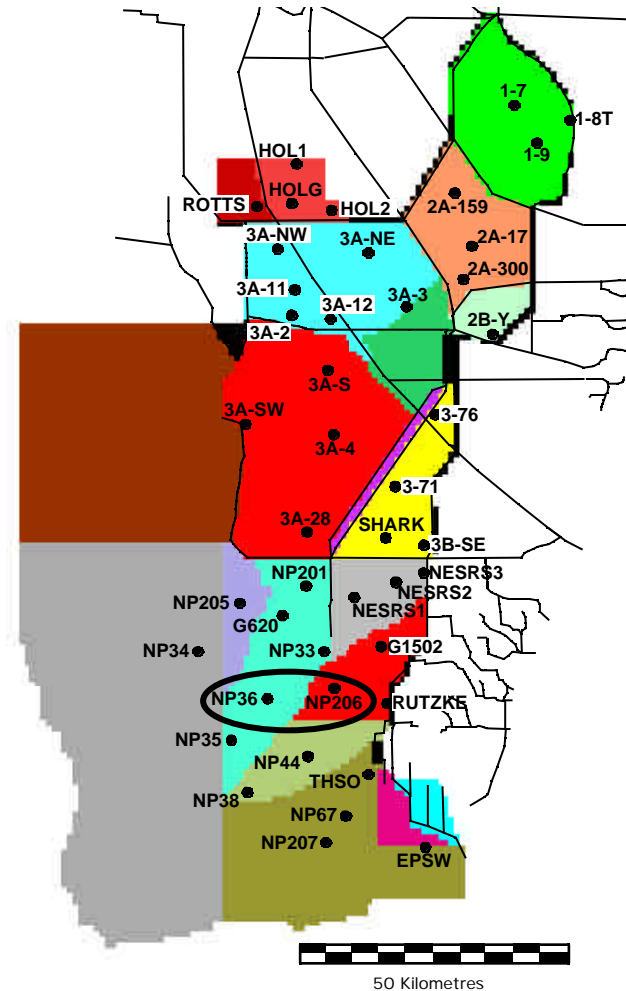 1-7
1-8T
1-9
HOL1
HOLG
ROTTS
HOL2
2A-159
3A-NW
3A-NE
2A-17
2A-300
3A-11
3A-12
3A-3
3A-2
2B-Y
3A-S
3A-SW
3-76
3A-4
3-71
3A-28
SHARK
3B-SE
NP201
NESRS3
NESRS2
NP205
NESRS1
G620
NP34
NP33
G1502
NP36
NP206
RUTZKE
NP35
NP44
THSO
NP38
NP67
NP207
EPSW
50 Kilometres